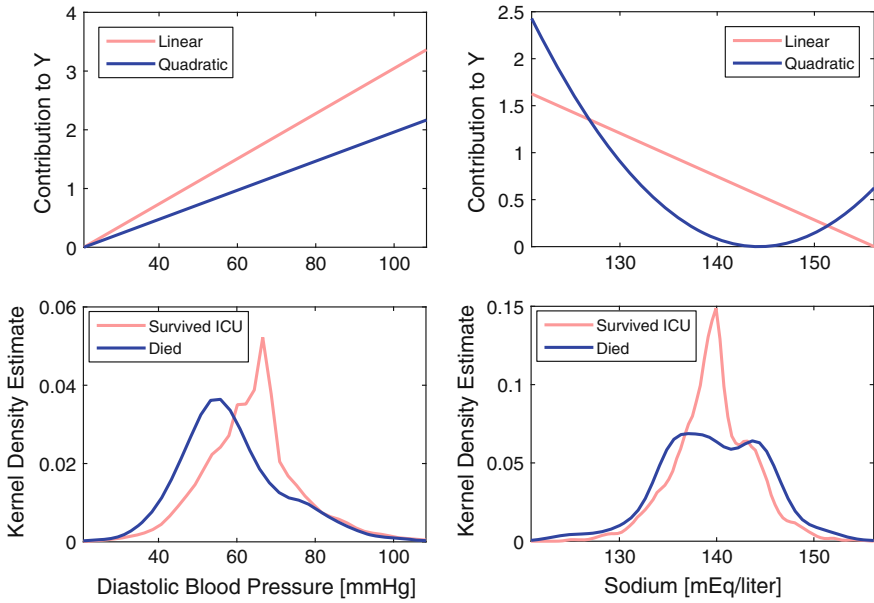 Contribution to Y
4
3
2
1
0
Linear
Quadratic
40 60 80 100
Contribution to Y
2.5
2
1.5
1
0.5
0
Linear
Quadratic
130 140 150
Kernel Density Estimate
0.06
0.04
0.02
0
Survived ICU
Died
40 60 80 100
Diastolic Blood Pressure [mmHg]
Kernel Density Estimate
0.15
0.10
0.05
0
Survived ICU
Died
130 140 150
Sodium [mEq/liter]